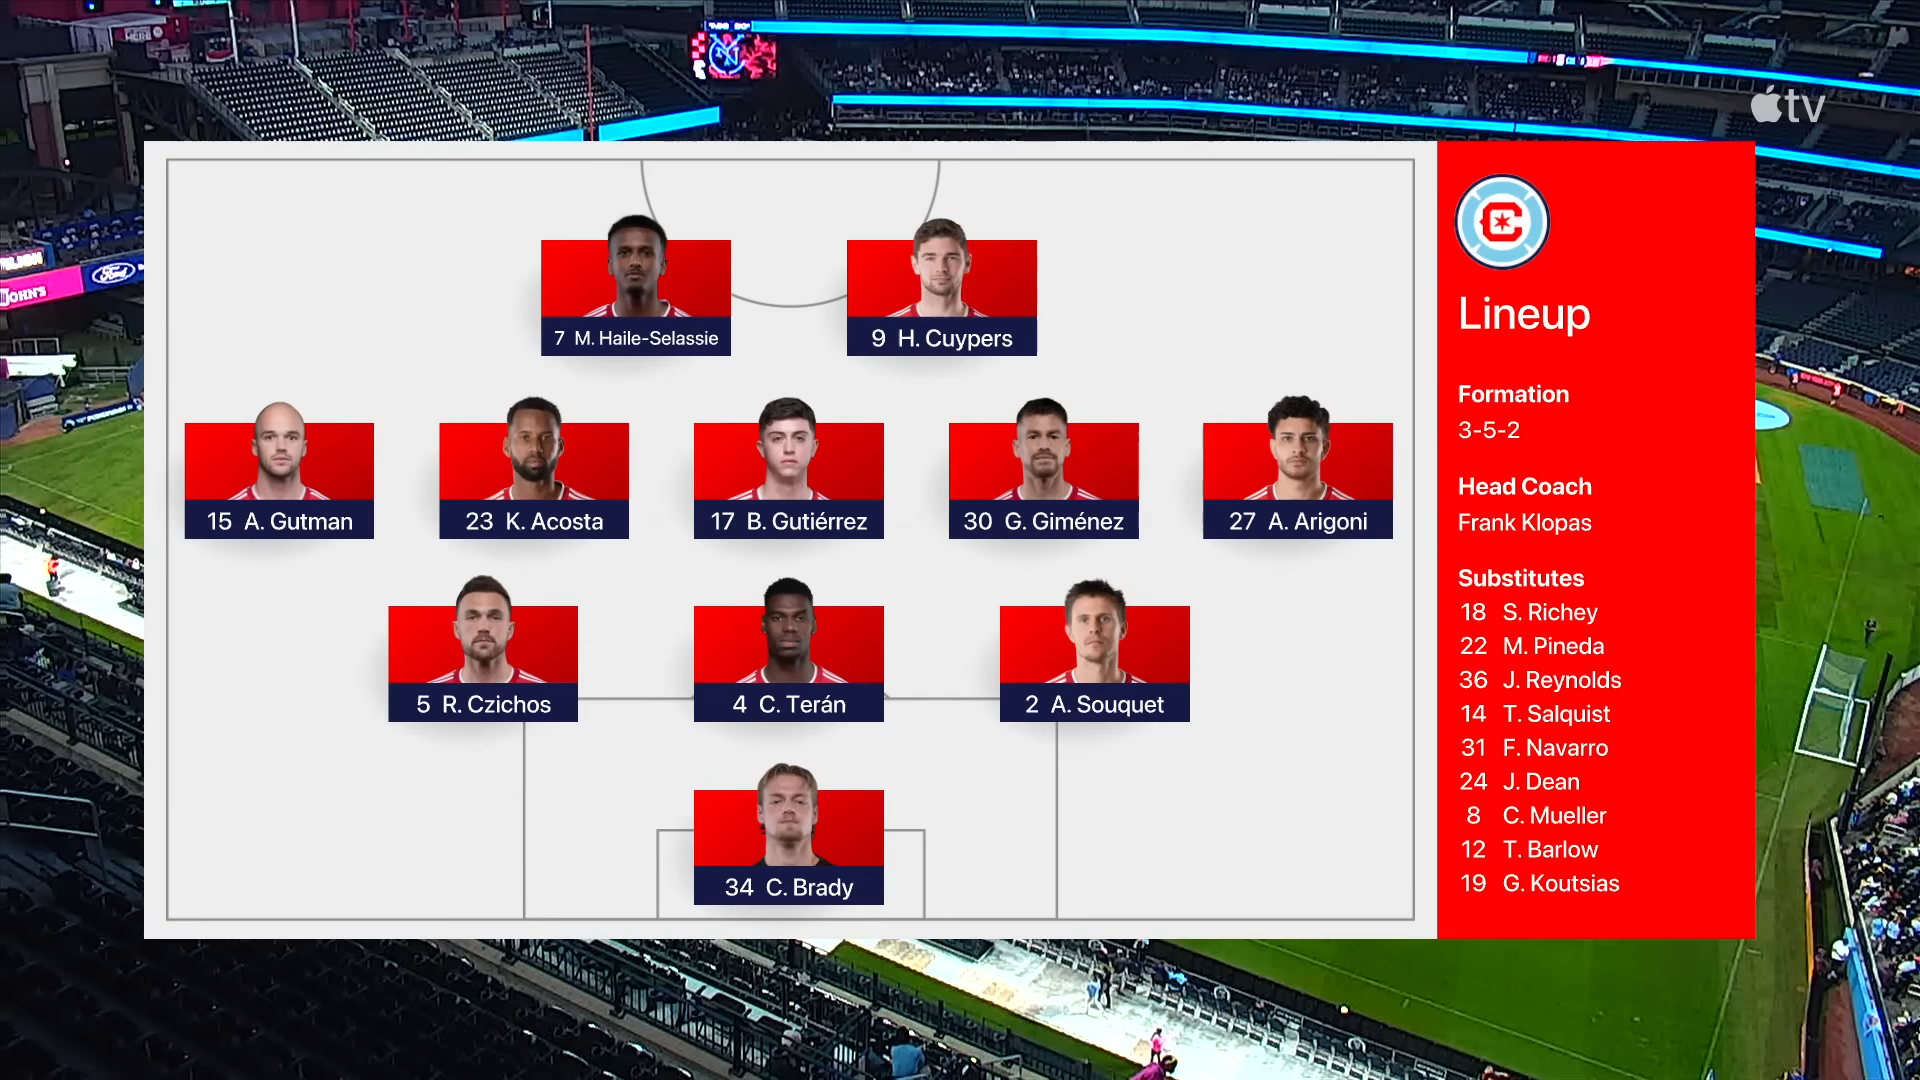 tv
Ford
JOHN'S
7 M. Haile-Selassie
9 H. Cuypers
15 A. Gutman
23 K. Acosta
17 B. Gutiérrez
30 G. Giménez
27 A. Arigoni
5 R. Czichos
4 C. Terán
2 A. Souquet
34 C. Brady
C
Lineup
Formation
3-5-2
Head Coach
Frank Klopas
Substitutes
18 S. Richey
22 M. Pineda
36 J. Reynolds
14 T. Salquist
31 F. Navarro
24 J. Dean
8 C. Mueller
12 T. Barlow
19 G. Koutsias